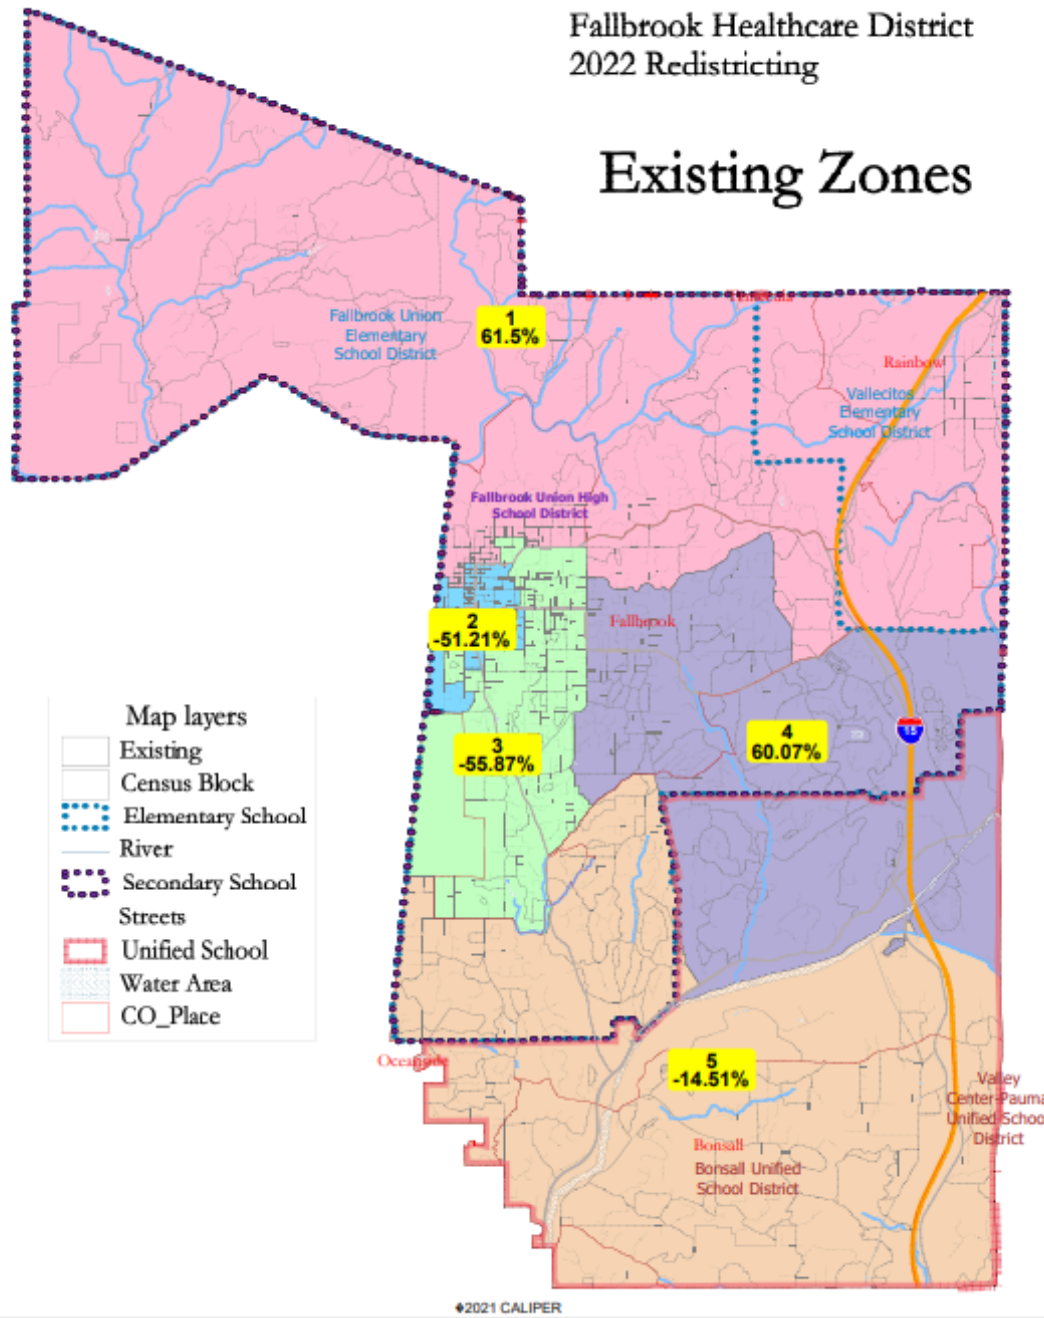 Fallbrook Healthcare District
2022 Redistricting
Existing Zones
Temecula
Fallbrook Union
Elementary
School District
1
61.5%
Rainbow
Vallecitos
Elementary
School District
Fallbrook Union High
School District
2
-51.21%
Fallbrook
3
-55.87%
4
60.07%
15
Map layers
Existing
Census Block
Elementary School
River
Secondary School
Streets
Unified School
Water Area
CO_Place
Oceanside
5
-14.51%
Valley
Center-Pauma
Unified School
District
Bonsall
Bonsall Unified
School District
�2021 CALIPER